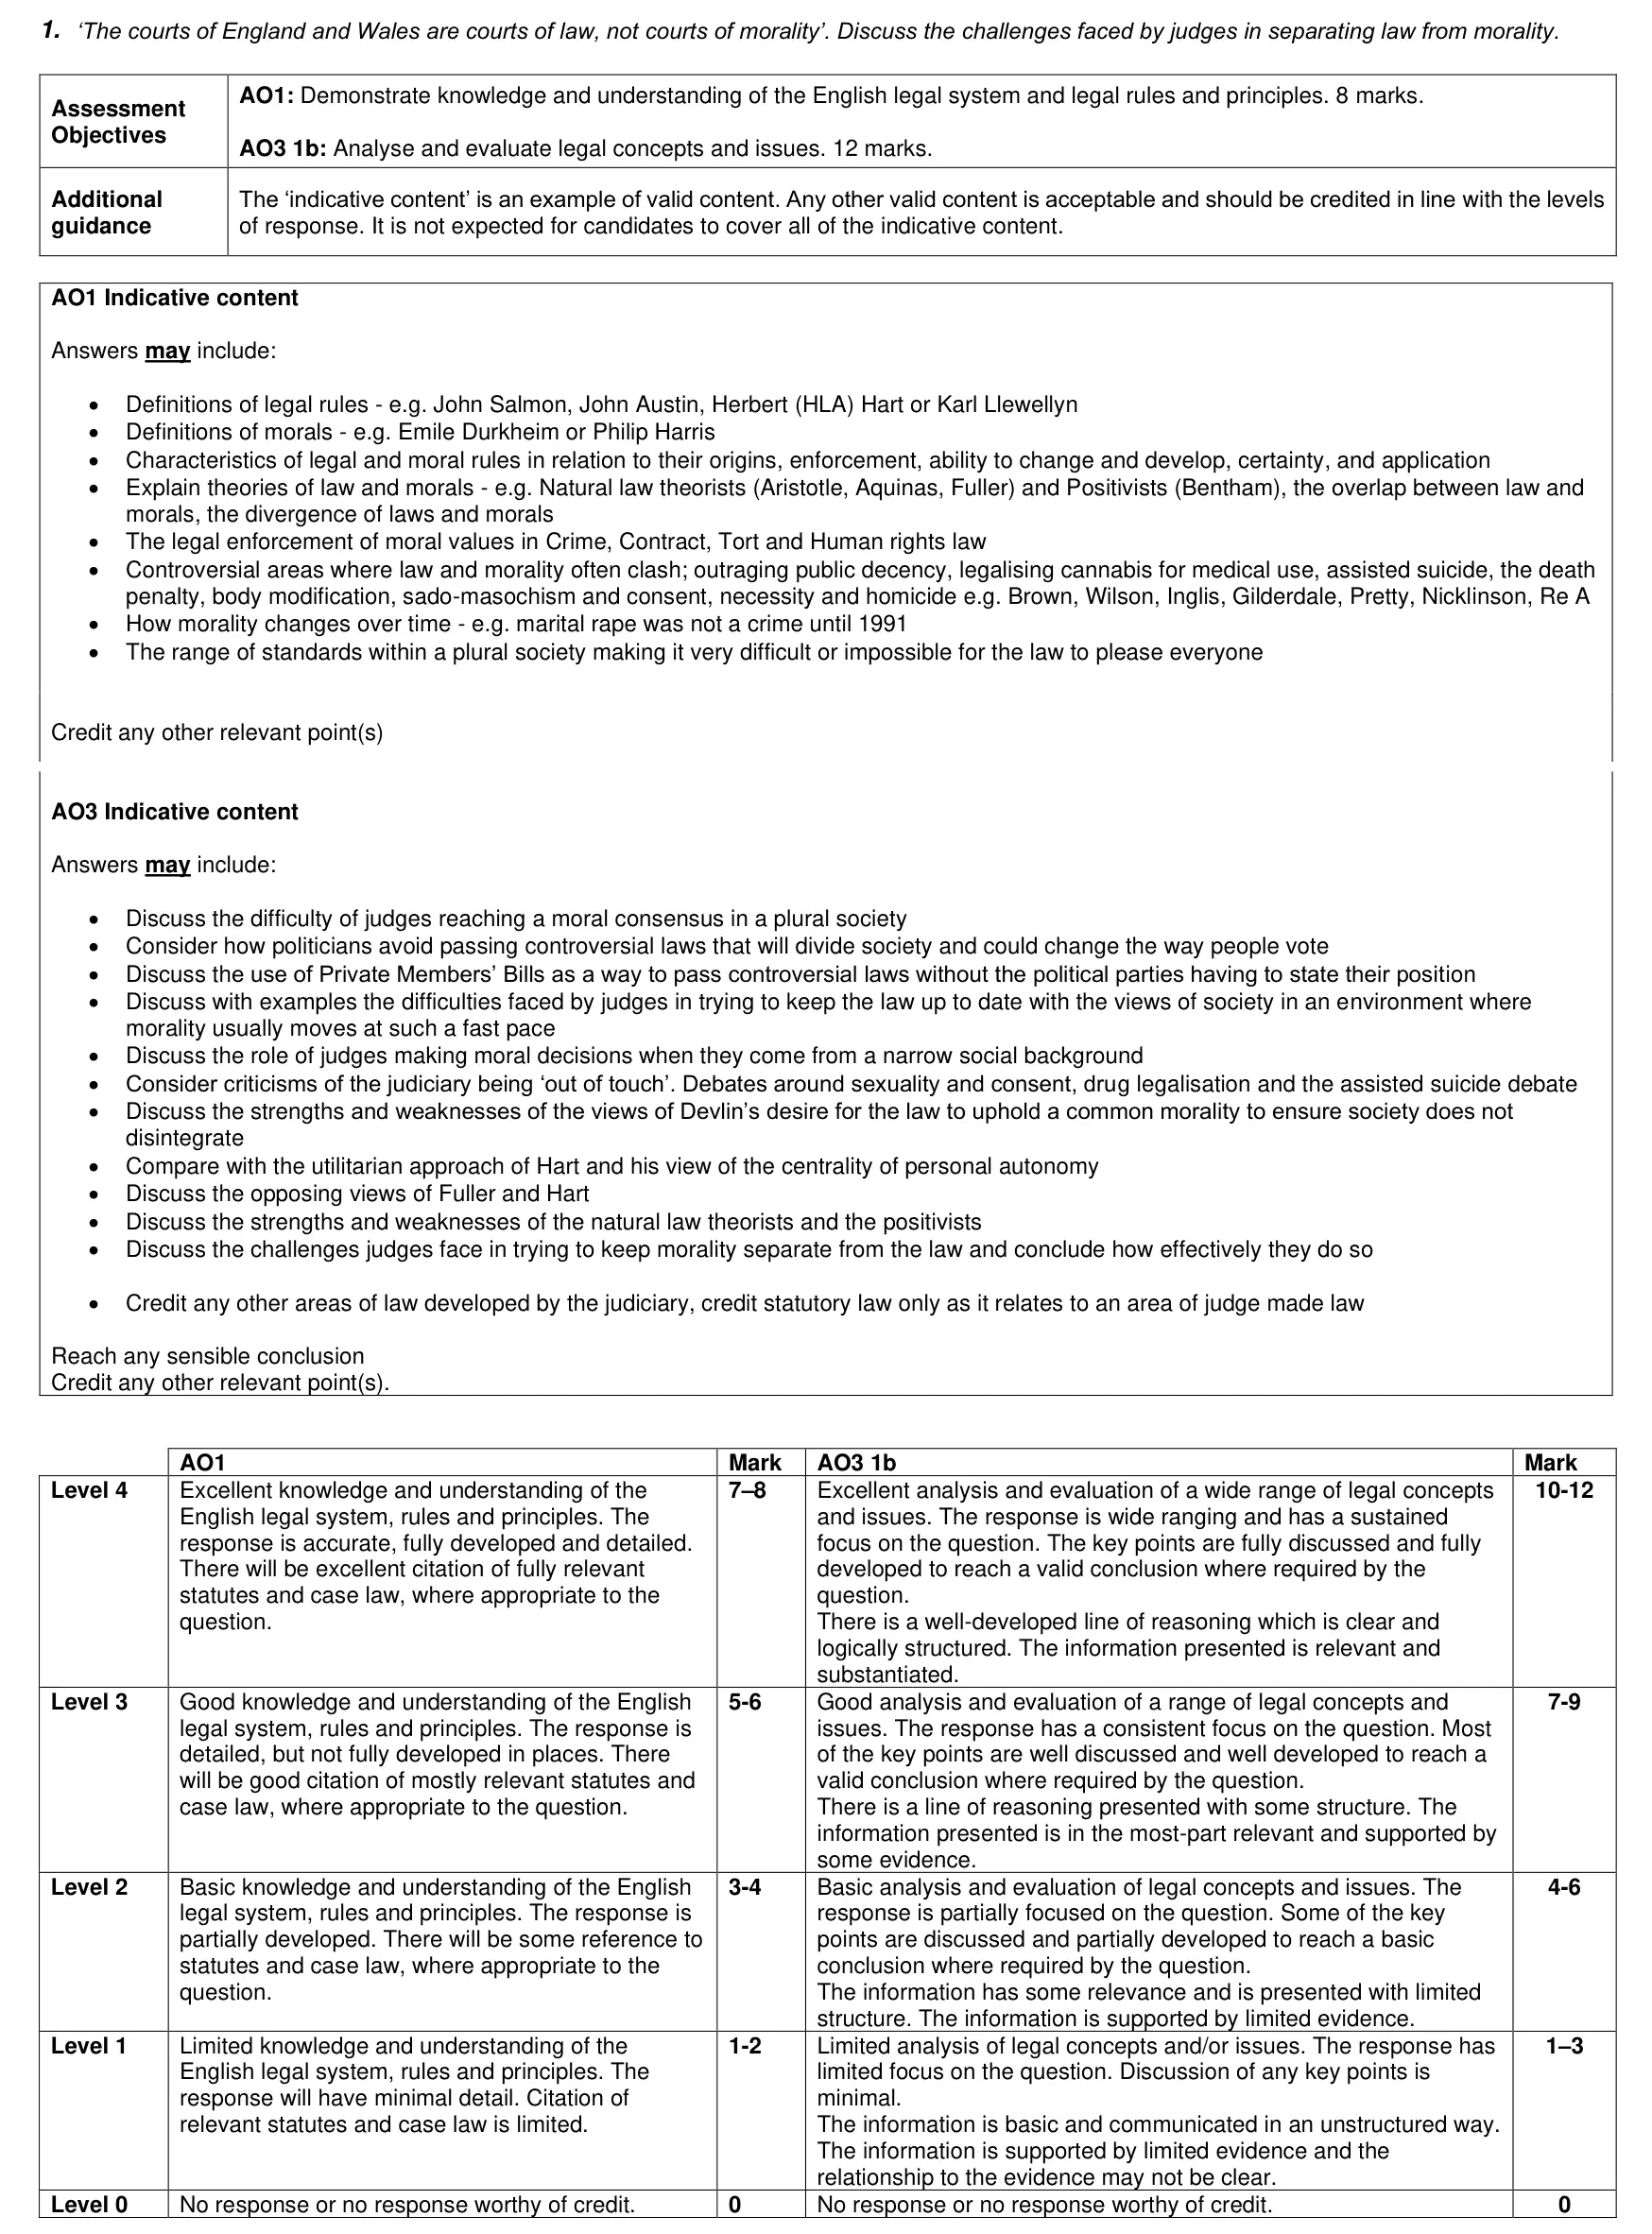 1. ‘The courts of England and Wales are courts of law, not courts of morality’. Discuss the challenges faced by judges in separating law from morality.
Assessment
Objectives
AO1: Demonstrate knowledge and understanding of the English legal system and legal rules and principles. 8 marks.
AO3 1b: Analyse and evaluate legal concepts and issues. 12 marks.
Additional
guidance
The ‘indicative content’ is an example of valid content. Any other valid content is acceptable and should be credited in line with the levels
of response. It is not expected for candidates to cover all of the indicative content.
AO1 Indicative content
Answers may include:
• Definitions of legal rules - e.g. John Salmon, John Austin, Herbert (HLA) Hart or Karl Llewellyn
• Definitions of morals - e.g. Emile Durkheim or Philip Harris
• Characteristics of legal and moral rules in relation to their origins, enforcement, ability to change and develop, certainty, and application
• Explain theories of law and morals - e.g. Natural law theorists (Aristotle, Aquinas, Fuller) and Positivists (Bentham), the overlap between law and
morals, the divergence of laws and morals
• The legal enforcement of moral values in Crime, Contract, Tort and Human rights law
• Controversial areas where law and morality often clash; outraging public decency, legalising cannabis for medical use, assisted suicide, the death
penalty, body modification, sado-masochism and consent, necessity and homicide e.g. Brown, Wilson, Inglis, Gilderdale, Pretty, Nicklinson, Re A
• How morality changes over time - e.g. marital rape was not a crime until 1991
• The range of standards within a plural society making it very difficult or impossible for the law to please everyone
Credit any other relevant point(s)
AO3 Indicative content
Answers may include:
• Discuss the difficulty of judges reaching a moral consensus in a plural society
• Consider how politicians avoid passing controversial laws that will divide society and could change the way people vote
• Discuss the use of Private Members’ Bills as a way to pass controversial laws without the political parties having to state their position
• Discuss with examples the difficulties faced by judges in trying to keep the law up to date with the views of society in an environment where
morality usually moves at such a fast pace
• Discuss the role of judges making moral decisions when they come from a narrow social background
• Consider criticisms of the judiciary being ‘out of touch’. Debates around sexuality and consent, drug legalisation and the assisted suicide debate
• Discuss the strengths and weaknesses of the views of Devlin’s desire for the law to uphold a common morality to ensure society does not
disintegrate
• Compare with the utilitarian approach of Hart and his view of the centrality of personal autonomy
• Discuss the opposing views of Fuller and Hart
• Discuss the strengths and weaknesses of the natural law theorists and the positivists
• Discuss the challenges judges face in trying to keep morality separate from the law and conclude how effectively they do so
• Credit any other areas of law developed by the judiciary, credit statutory law only as it relates to an area of judge made law
Reach any sensible conclusion
Credit any other relevant point(s).
AO1 Mark AO3 1b Mark
Level 4
Excellent knowledge and understanding of the
English legal system, rules and principles. The
response is accurate, fully developed and detailed.
There will be excellent citation of fully relevant
statutes and case law, where appropriate to the
question.
7–8
Excellent analysis and evaluation of a wide range of legal concepts
and issues. The response is wide ranging and has a sustained
focus on the question. The key points are fully discussed and fully
developed to reach a valid conclusion where required by the
question.
There is a well-developed line of reasoning which is clear and
logically structured. The information presented is relevant and
substantiated.
10-12
Level 3
Good knowledge and understanding of the English
legal system, rules and principles. The response is
detailed, but not fully developed in places. There
will be good citation of mostly relevant statutes and
case law, where appropriate to the question.
5-6
Good analysis and evaluation of a range of legal concepts and
issues. The response has a consistent focus on the question. Most
of the key points are well discussed and well developed to reach a
valid conclusion where required by the question.
There is a line of reasoning presented with some structure. The
information presented is in the most-part relevant and supported by
some evidence.
7-9
Level 2
Basic knowledge and understanding of the English
legal system, rules and principles. The response is
partially developed. There will be some reference to
statutes and case law, where appropriate to the
question.
3-4
Basic analysis and evaluation of legal concepts and issues. The
response is partially focused on the question. Some of the key
points are discussed and partially developed to reach a basic
conclusion where required by the question.
The information has some relevance and is presented with limited
structure. The information is supported by limited evidence.
4-6
Level 1
Limited knowledge and understanding of the
English legal system, rules and principles. The
response will have minimal detail. Citation of
relevant statutes and case law is limited.
1-2
Limited analysis of legal concepts and/or issues. The response has
limited focus on the question. Discussion of any key points is
minimal.
The information is basic and communicated in an unstructured way.
The information is supported by limited evidence and the
relationship to the evidence may not be clear.
1–3
Level 0
No response or no response worthy of credit.
0
No response or no response worthy of credit.
0